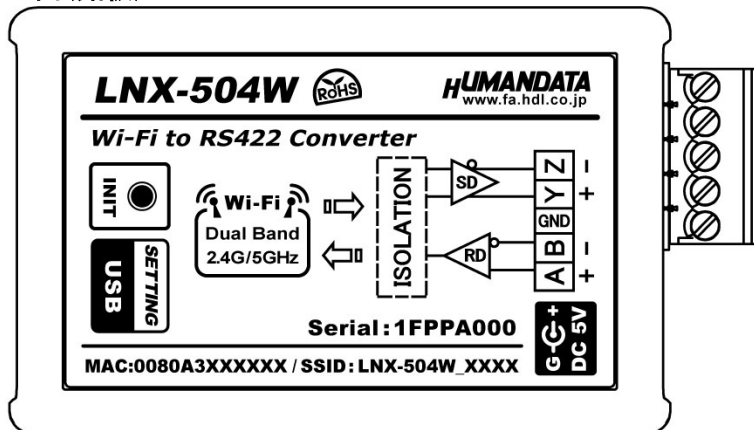 LNX-504W RoHS HUMANDATA
www.fa.hdl.co.jp
Wi-Fi to RS422 Converter
INIT
SETTING
USB
Wi-Fi
Dual Band
2.4G/5GHz
ISOLATION
SD
RD
Z -
Y +
GND
B -
A +
G +
DC 5V
Serial:1FPPA000
MAC:0080A3XXXXXX / SSID: LNX-504W_XXXX